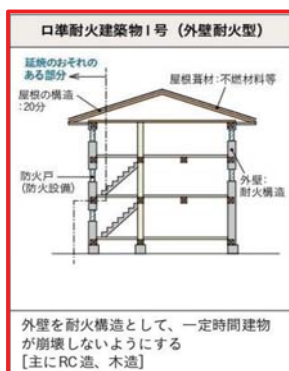 ロ準耐火建築物1号（外壁耐火型）
延焼のおそれの
ある部分
屋根の構造
：20分
屋根葺材：不燃材料等
防火戸
（防火設備）
外壁：
耐火構造
外壁を耐火構造として、一定時間建物
が崩壊しないようにする
［主にRC造、木造］